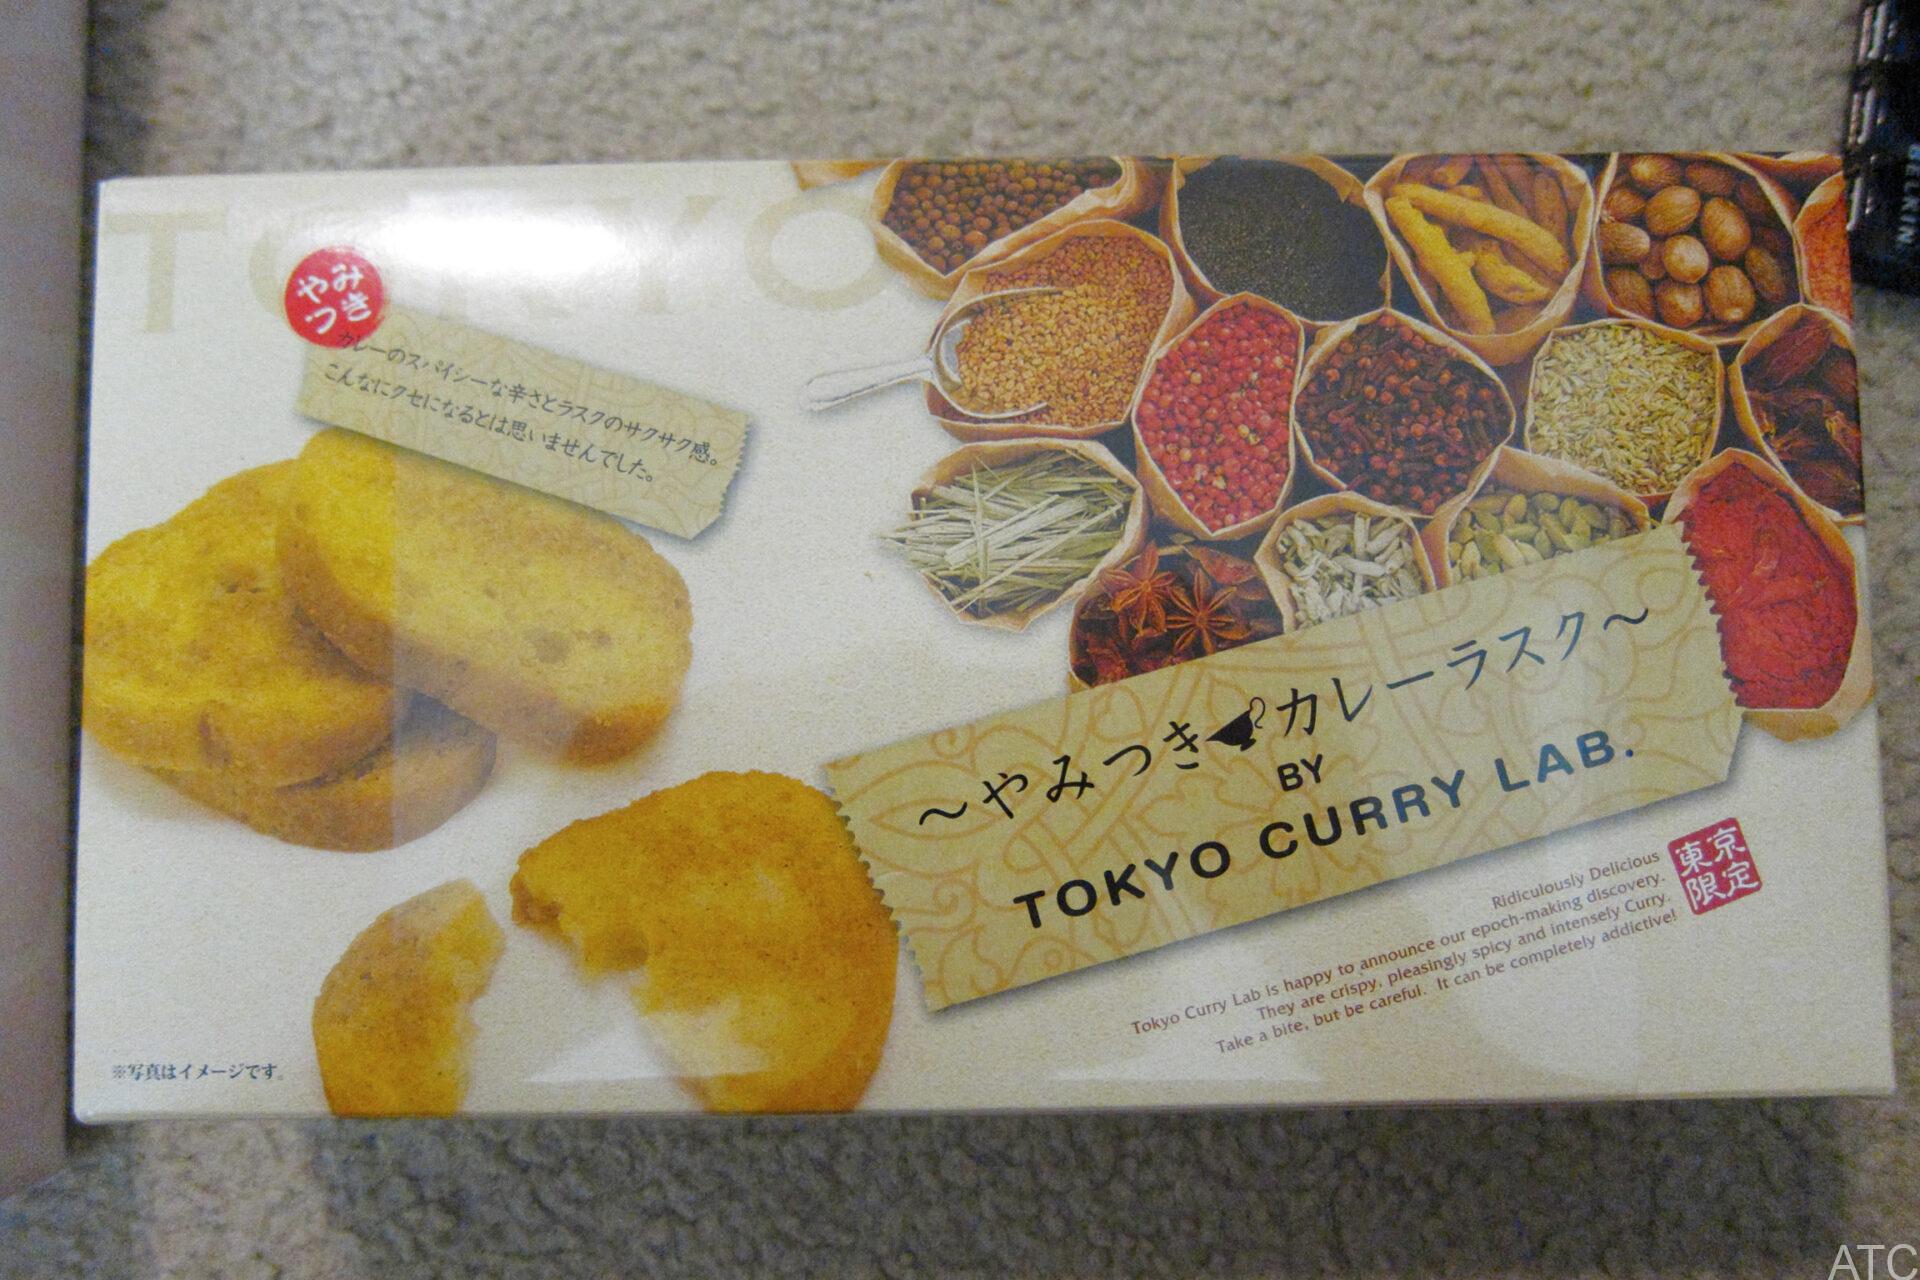 TOKYO
やみ
つき
カレーのスパイシーな辛さとラスクのサクサク感。
こんなにクセになるとは思いませんでした。
～やみつきカレーラスク～
BY
TOKYO CURRY LAB.
東京
限定
Ridiculously Delicious
Tokyo Curry Lab is happy to announce our epoch-making discovery.
They are crispy, pleasingly spicy and intensely Curry.
Take a bite, but be careful. It can be completely addictive!
※写真はイメージです。
BELKIN
ATC